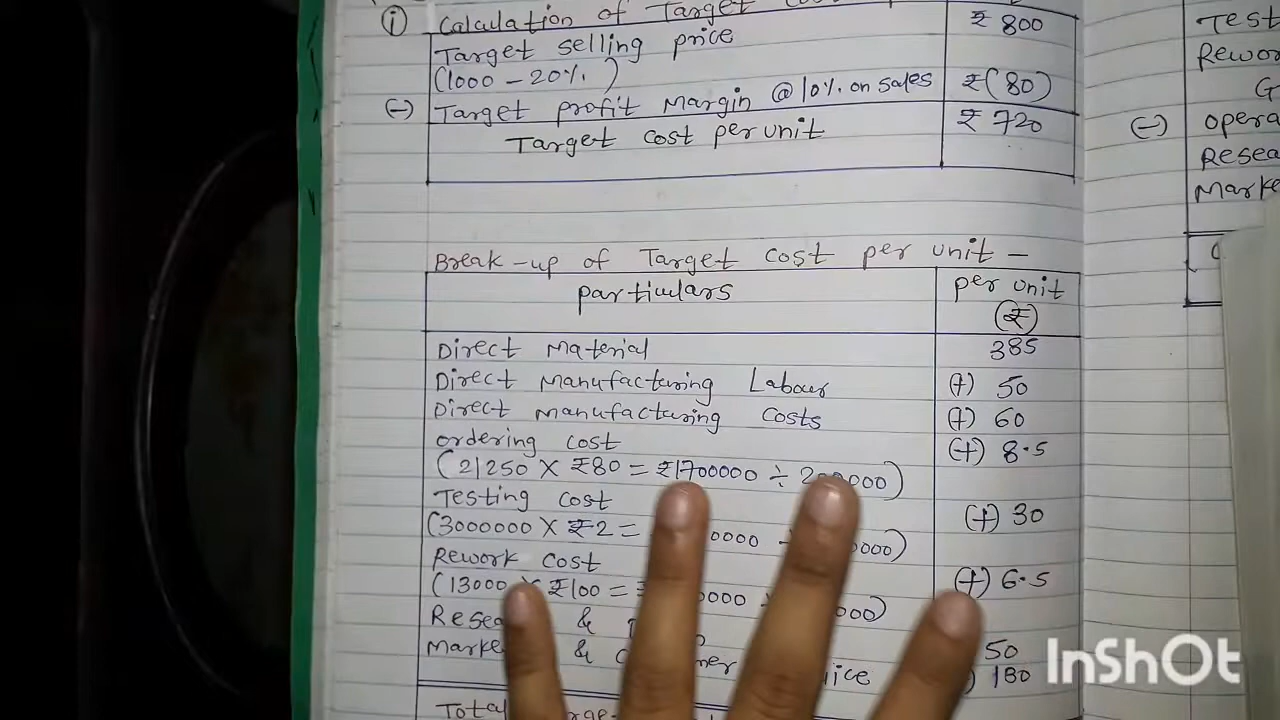 (i) Calculation of Target
Target selling price
(1000 - 20%)
₹ 800
(-) Target profit Margin @ 10% on sales ₹(80)
Target cost per unit ₹ 720
Break-up of Target cost per unit -
particulars per unit
(₹)
Direct Material 385
Direct Manufacturing Labour (+) 50
Direct Manufacturing Costs (+) 60
ordering cost (+) 8.5
(21250 × ₹80 = ₹1700000 ÷ 200000)
Testing cost (+) 30
(3000000 × ₹2 =
Rework cost (+) 6.5
(13000 × ₹100 =
&
50
&
Total
Test
Rewor
G
(-) opera
Resea
Marke
InShOt